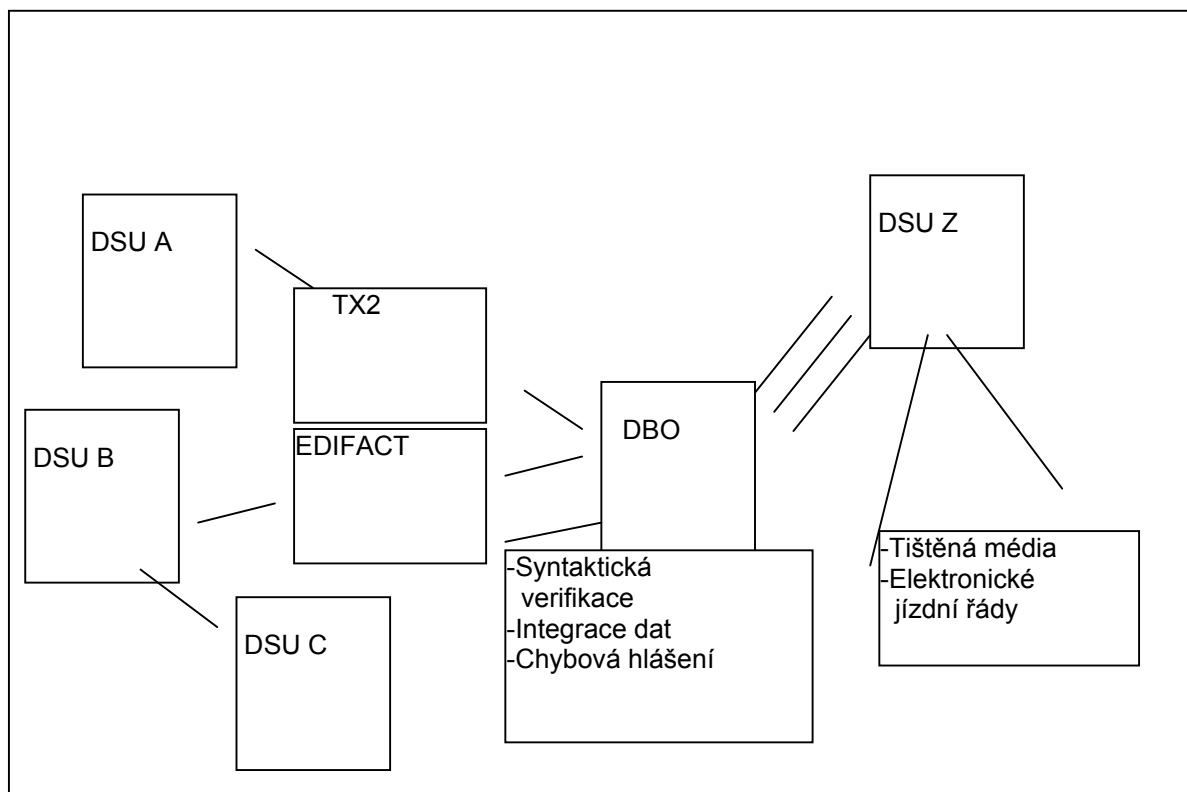 DSU A
TX2
DSU B
EDIFACT
DSU C
DBO
-Syntaktická
verifikace
-Integrace dat
-Chybová hlášení
DSU Z
-Tištěná média
-Elektronické
jízdní řády